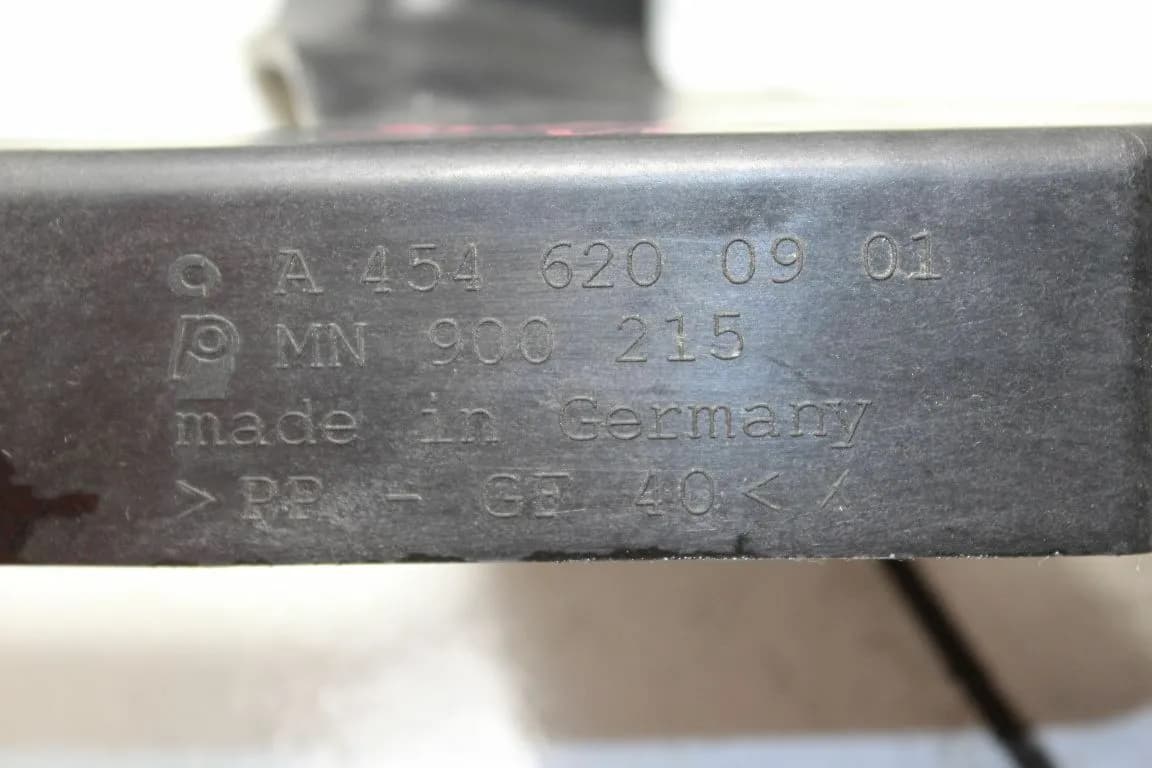 A 454 620 09 01
MN 900 215
made in Germany
>PP - GF 40<